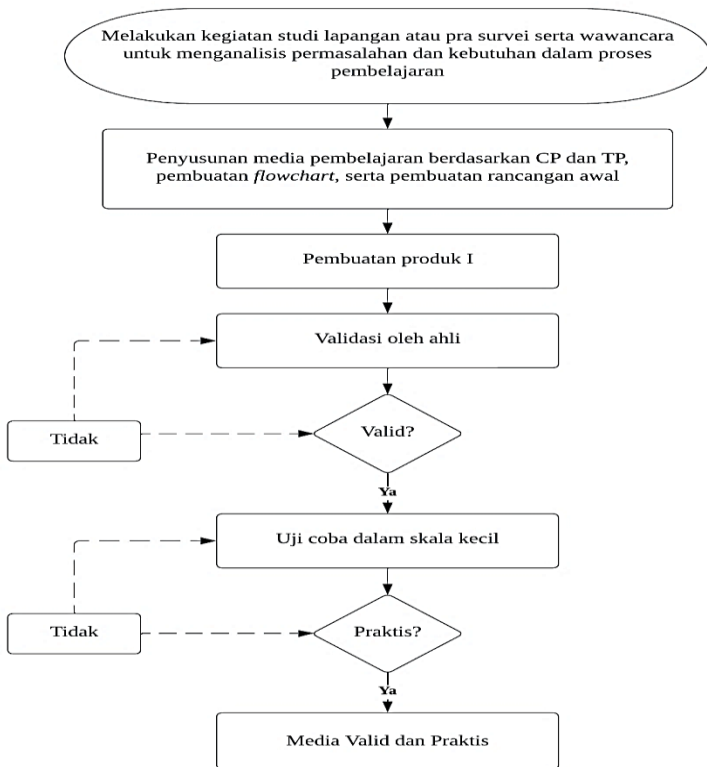 Melakukan kegiatan studi lapangan atau pra survei serta wawancara
untuk menganalisis permasalahan dan kebutuhan dalam proses
pembelajaran
Penyusunan media pembelajaran berdasarkan CP dan TP,
pembuatan flowchart, serta pembuatan rancangan awal
Pembuatan produk I
Validasi oleh ahli
Tidak
Valid?
Ya
Uji coba dalam skala kecil
Tidak
Praktis?
Ya
Media Valid dan Praktis